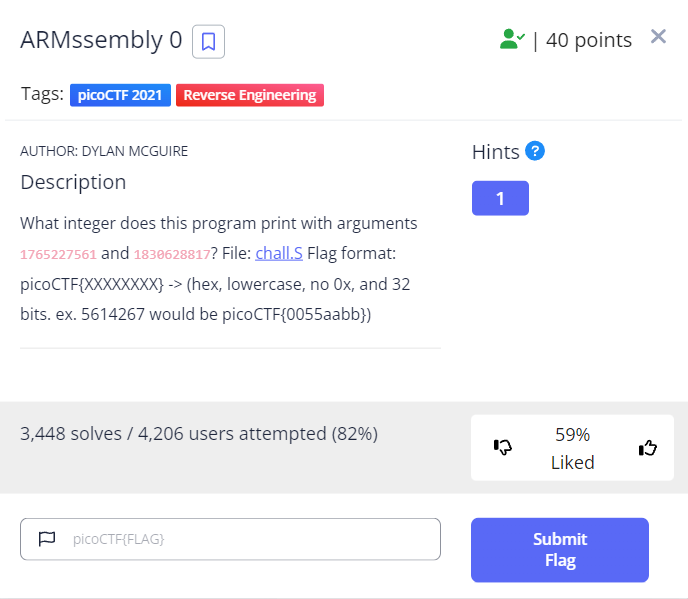 ARMssembly 0
| 40 points
Tags: picoCTF 2021 Reverse Engineering
AUTHOR: DYLAN MCGUIRE
Description
What integer does this program print with arguments
1765227561 and 1830628817? File: chall.S Flag format:
picoCTF{XXXXXXXX} -> (hex, lowercase, no 0x, and 32
bits. ex. 5614267 would be picoCTF{0055aabb})
Hints ?
1
3,448 solves / 4,206 users attempted (82%)
59%
Liked
picoCTF{FLAG}
Submit
Flag